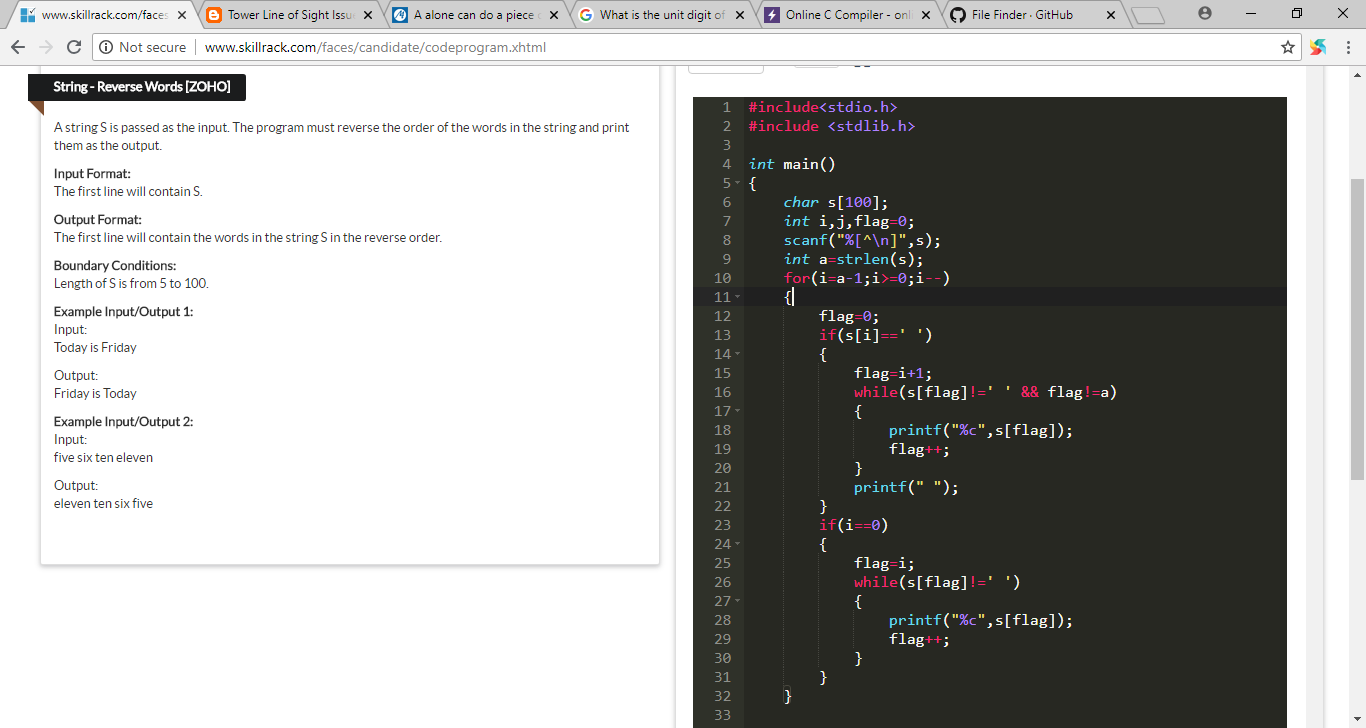 www.skillrack.com/faces
Tower Line of Sight Issu
A alone can do a piece
What is the unit digit of
Online C Compiler - onli
File Finder · GitHub
Not secure
www.skillrack.com/faces/candidate/codeprogram.xhtml
String - Reverse Words [ZOHO]
A string S is passed as the input. The program must reverse the order of the words in the string and print
them as the output.
Input Format:
The first line will contain S.
Output Format:
The first line will contain the words in the string S in the reverse order.
Boundary Conditions:
Length of S is from 5 to 100.
Example Input/Output 1:
Input:
Today is Friday
Output:
Friday is Today
Example Input/Output 2:
Input:
five six ten eleven
Output:
eleven ten six five
1 #include<stdio.h>
2 #include <stdlib.h>
3
4 int main()
5 {
6 char s[100];
7 int i,j,flag=0;
8 scanf("%[^\n]",s);
9 int a=strlen(s);
10 for(i=a-1;i>=0;i--)
11 {
12 flag=0;
13 if(s[i]==' ')
14 {
15 flag=i+1;
16 while(s[flag]!=' ' && flag!=a)
17 {
18 printf("%c",s[flag]);
19 flag++;
20 }
21 printf(" ");
22 }
23 if(i==0)
24 {
25 flag=i;
26 while(s[flag]!=' ')
27 {
28 printf("%c",s[flag]);
29 flag++;
30 }
31 }
32 }
33